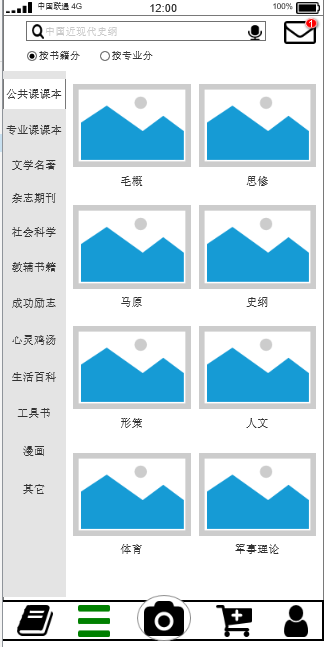 中国联通 4G 12:00 100%
中国近现代史纲
1
按书籍分 按专业分
公共课课本
专业课课本
文学名著
杂志期刊
社会科学
教辅书籍
成功励志
心灵鸡汤
生活百科
工具书
漫画
其它
毛概 思修
马原 史纲
形策 人文
体育 军事理论